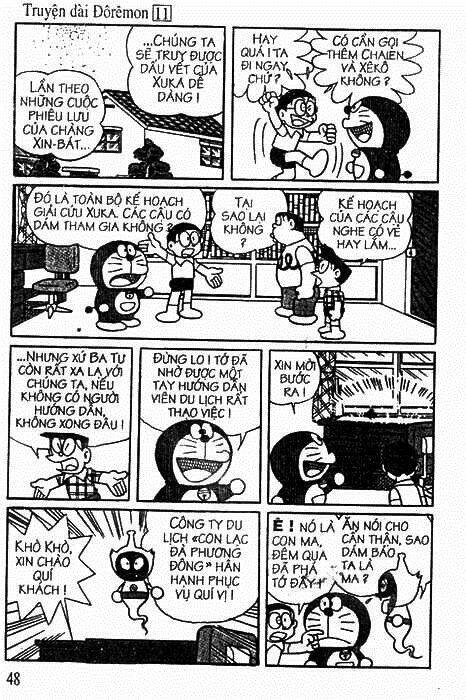 Truyện dài Đôrêmon 11
...CHÚNG TA
SẼ TRUY ĐƯỢC
DẤU VẾT CỦA
XUKA DỄ
DÀNG!
LẦN THEO
NHỮNG CUỘC
PHIÊU LƯU
CỦA CHÀNG
XIN-BÁT...
HAY
QUÁ! TA
ĐI NGAY
CHỨ?
CÓ CẦN GỌI
THÊM CHAIEN
VÀ XÊKÔ
KHÔNG?
ĐÓ LÀ TOÀN BỘ KẾ HOẠCH
GIẢI CỨU XUKA. CÁC CẬU CÓ
DÁM THAM GIA KHÔNG?
TẠI
SAO LẠI
KHÔNG
?
KẾ HOẠCH
CỦA CÁC CẬU
NGHE CÓ VẺ
HAY LẮM...
...NHƯNG XỨ BA TƯ
CÒN RẤT XA LẠ VỚI
CHÚNG TA, NẾU
KHÔNG CÓ NGƯỜI
HƯỚNG DẪN,
KHÔNG XONG ĐÂU!
ĐỪNG LO! TỚ ĐÃ
NHỜ ĐƯỢC MỘT
TAY HƯỚNG DẪN
VIÊN DU LỊCH RẤT
THẠO VIỆC!
XIN MỜI
BƯỚC
RA!
KHÒ KHÒ,
XIN CHÀO
QUÍ
KHÁCH!
CÔNG TY DU
LỊCH «CON LẠC
ĐÀ PHƯƠNG
ĐÔNG» HÂN
HẠNH PHỤC
VỤ QUÍ VỊ!
Ê! NÓ LÀ
CON MA,
ĐÊM QUA
ĐÃ PHÁ
TỚ ĐẤY!
ĂN NÓI CHO
CẨN THẬN, SAO
DÁM BẢO
TA LÀ
MA?
48